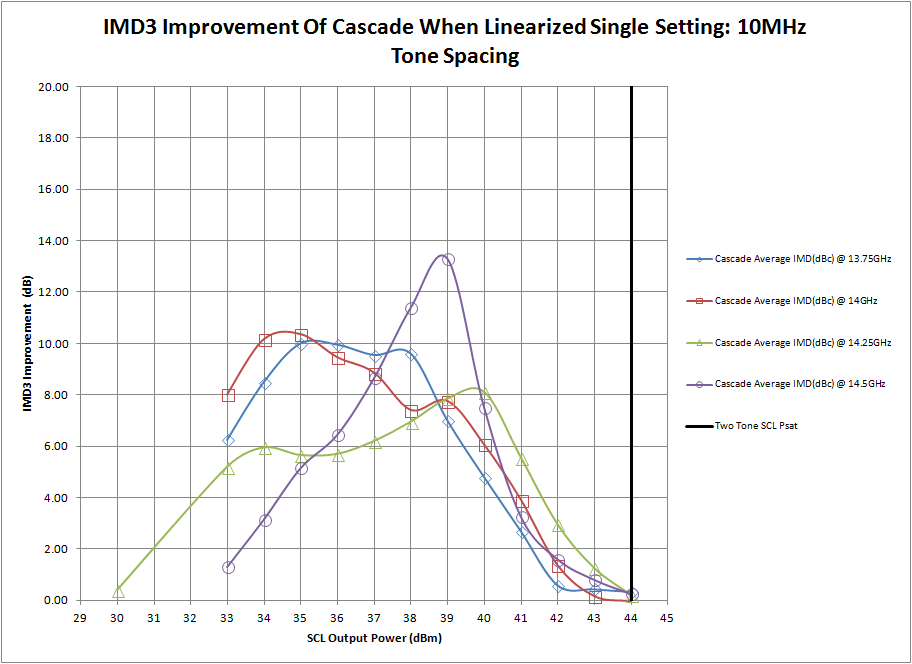 IMD3 Improvement Of Cascade When Linearized Single Setting: 10MHz
Tone Spacing
20.00
18.00
16.00
14.00
12.00
10.00
8.00
6.00
4.00
2.00
0.00
IMD3 Improvement (dB)
29 30 31 32 33 34 35 36 37 38 39 40 41 42 43 44 45
SCL Output Power (dBm)
Cascade Average IMD(dBc) @ 13.75GHz
Cascade Average IMD(dBc) @ 14GHz
Cascade Average IMD(dBc) @ 14.25GHz
Cascade Average IMD(dBc) @ 14.5GHz
Two Tone SCL Psat